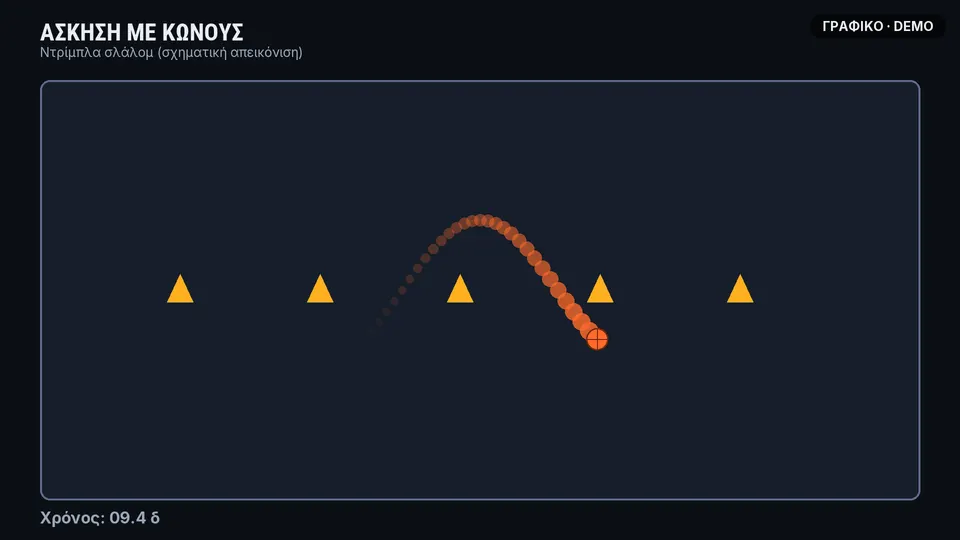 ΑΣΚΗΣΗ ΜΕ ΚΩΝΟΥΣ
Ντρίμπλα σλάλομ (σχηματική απεικόνιση)
ΓΡΑΦΙΚΟ · DEMO
Χρόνος: 09.4 δ